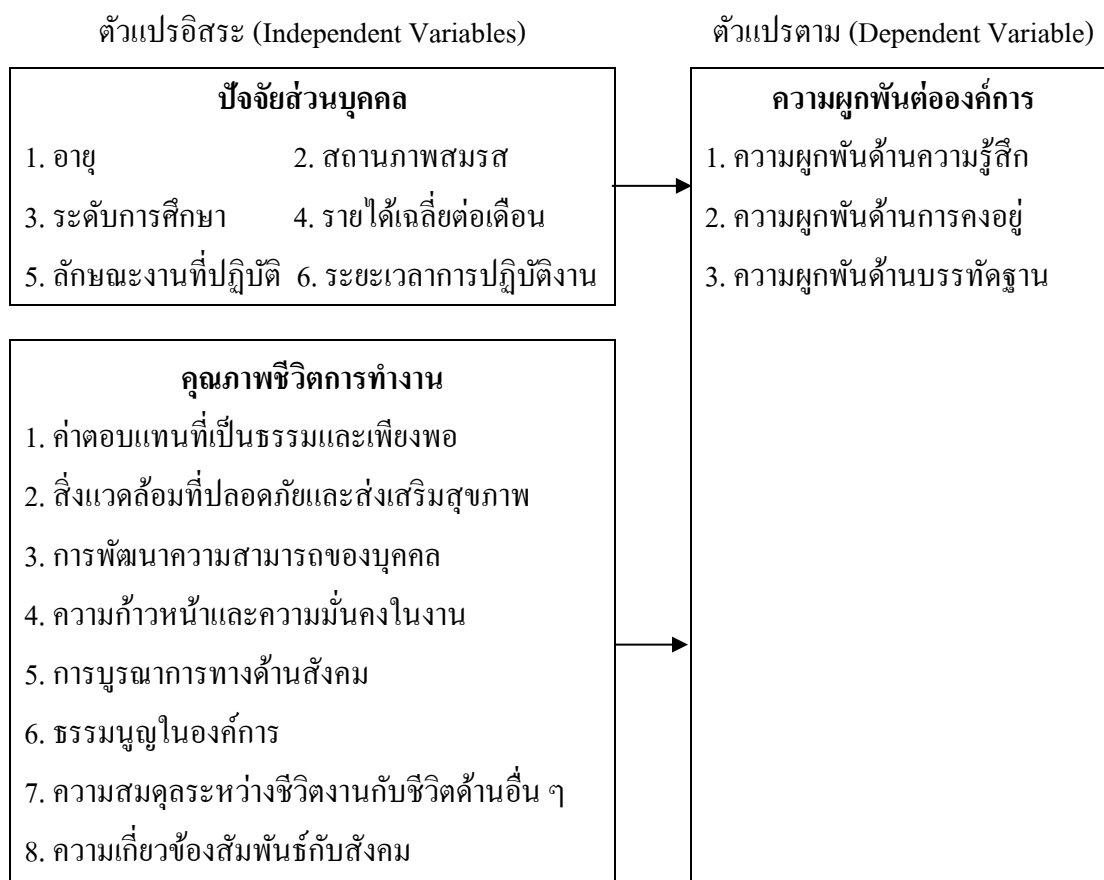 ตัวแปรอิสระ (Independent Variables)
ปัจจัยส่วนบุคคล
1. อายุ 2. สถานภาพสมรส
3. ระดับการศึกษา 4. รายได้เฉลี่ยต่อเดือน
5. ลักษณะงานที่ปฏิบัติ 6. ระยะเวลาการปฏิบัติงาน
คุณภาพชีวิตการทำงาน
1. ค่าตอบแทนที่เป็นธรรมและเพียงพอ
2. สิ่งแวดล้อมที่ปลอดภัยและส่งเสริมสุขภาพ
3. การพัฒนาความสามารถของบุคคล
4. ความก้าวหน้าและความมั่นคงในงาน
5. การบูรณาการทางด้านสังคม
6. ธรรมนูญในองค์การ
7. ความสมดุลระหว่างชีวิตงานกับชีวิตด้านอื่น ๆ
8. ความเกี่ยวข้องสัมพันธ์กับสังคม
ตัวแปรตาม (Dependent Variable)
ความผูกพันต่อองค์การ
1. ความผูกพันด้านความรู้สึก
2. ความผูกพันด้านการคงอยู่
3. ความผูกพันด้านบรรทัดฐาน